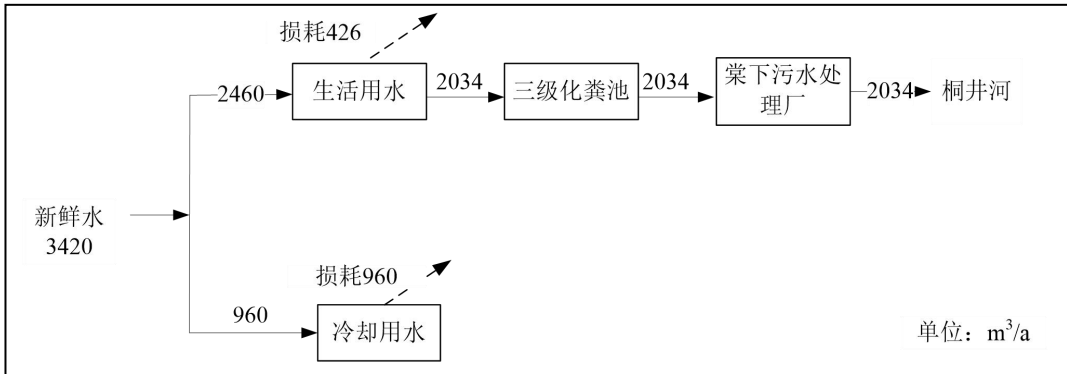 损耗426
2460
生活用水
2034
三级化粪池
2034
棠下污水处
理厂
2034
桐井河
新鲜水
3420
损耗960
960
冷却用水
单位：m³/a